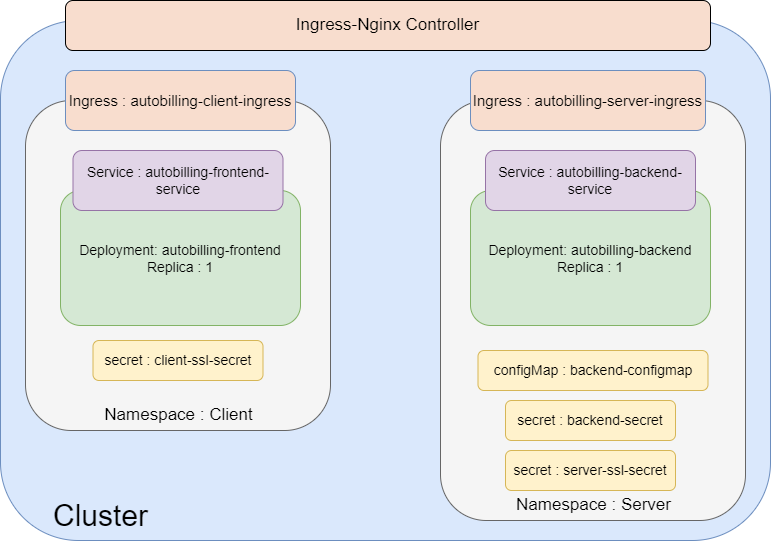 Ingress-Nginx Controller
Ingress : autobilling-client-ingress
Service : autobilling-frontend-
service
Deployment: autobilling-frontend
Replica : 1
secret : client-ssl-secret
Namespace : Client
Ingress : autobilling-server-ingress
Service : autobilling-backend-
service
Deployment: autobilling-backend
Replica : 1
configMap : backend-configmap
secret : backend-secret
secret : server-ssl-secret
Namespace : Server
Cluster